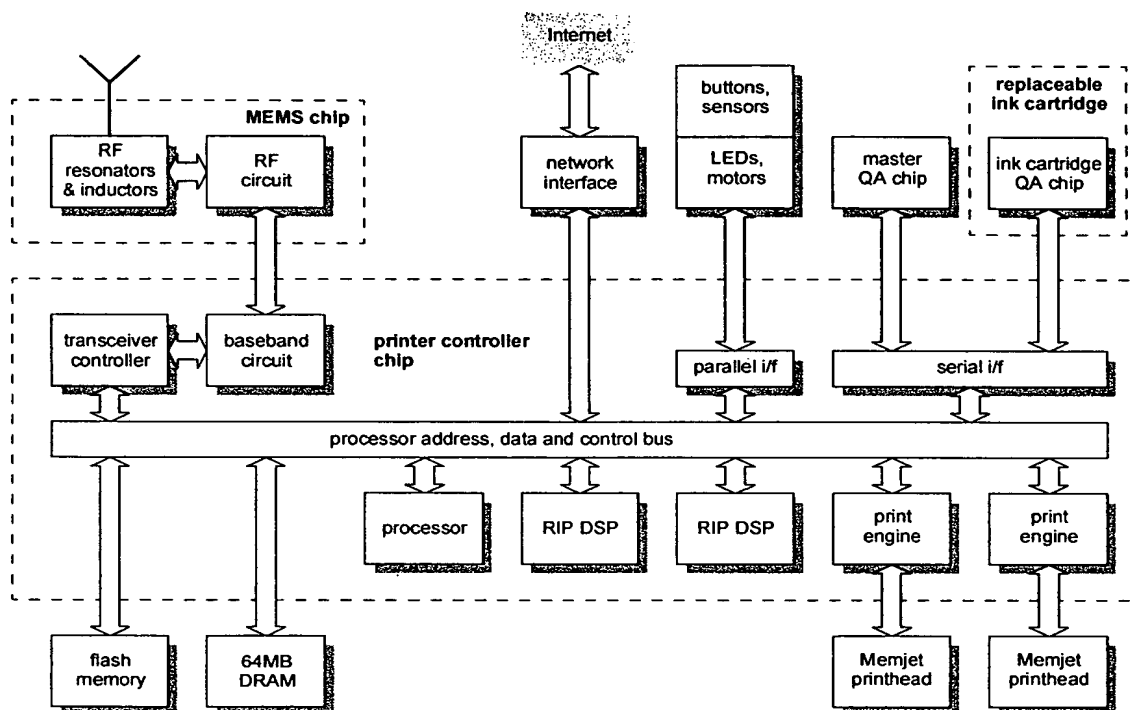 Internet
MEMS chip
RF
resonators
& inductors
RF
circuit
network
interface
buttons,
sensors
LEDs,
motors
master
QA chip
replaceable
ink cartridge
ink cartridge
QA chip
transceiver
controller
baseband
circuit
printer controller
chip
parallel i/f
serial i/f
processor address, data and control bus
processor
RIP DSP
RIP DSP
print
engine
print
engine
flash
memory
64MB
DRAM
Memjet
printhead
Memjet
printhead